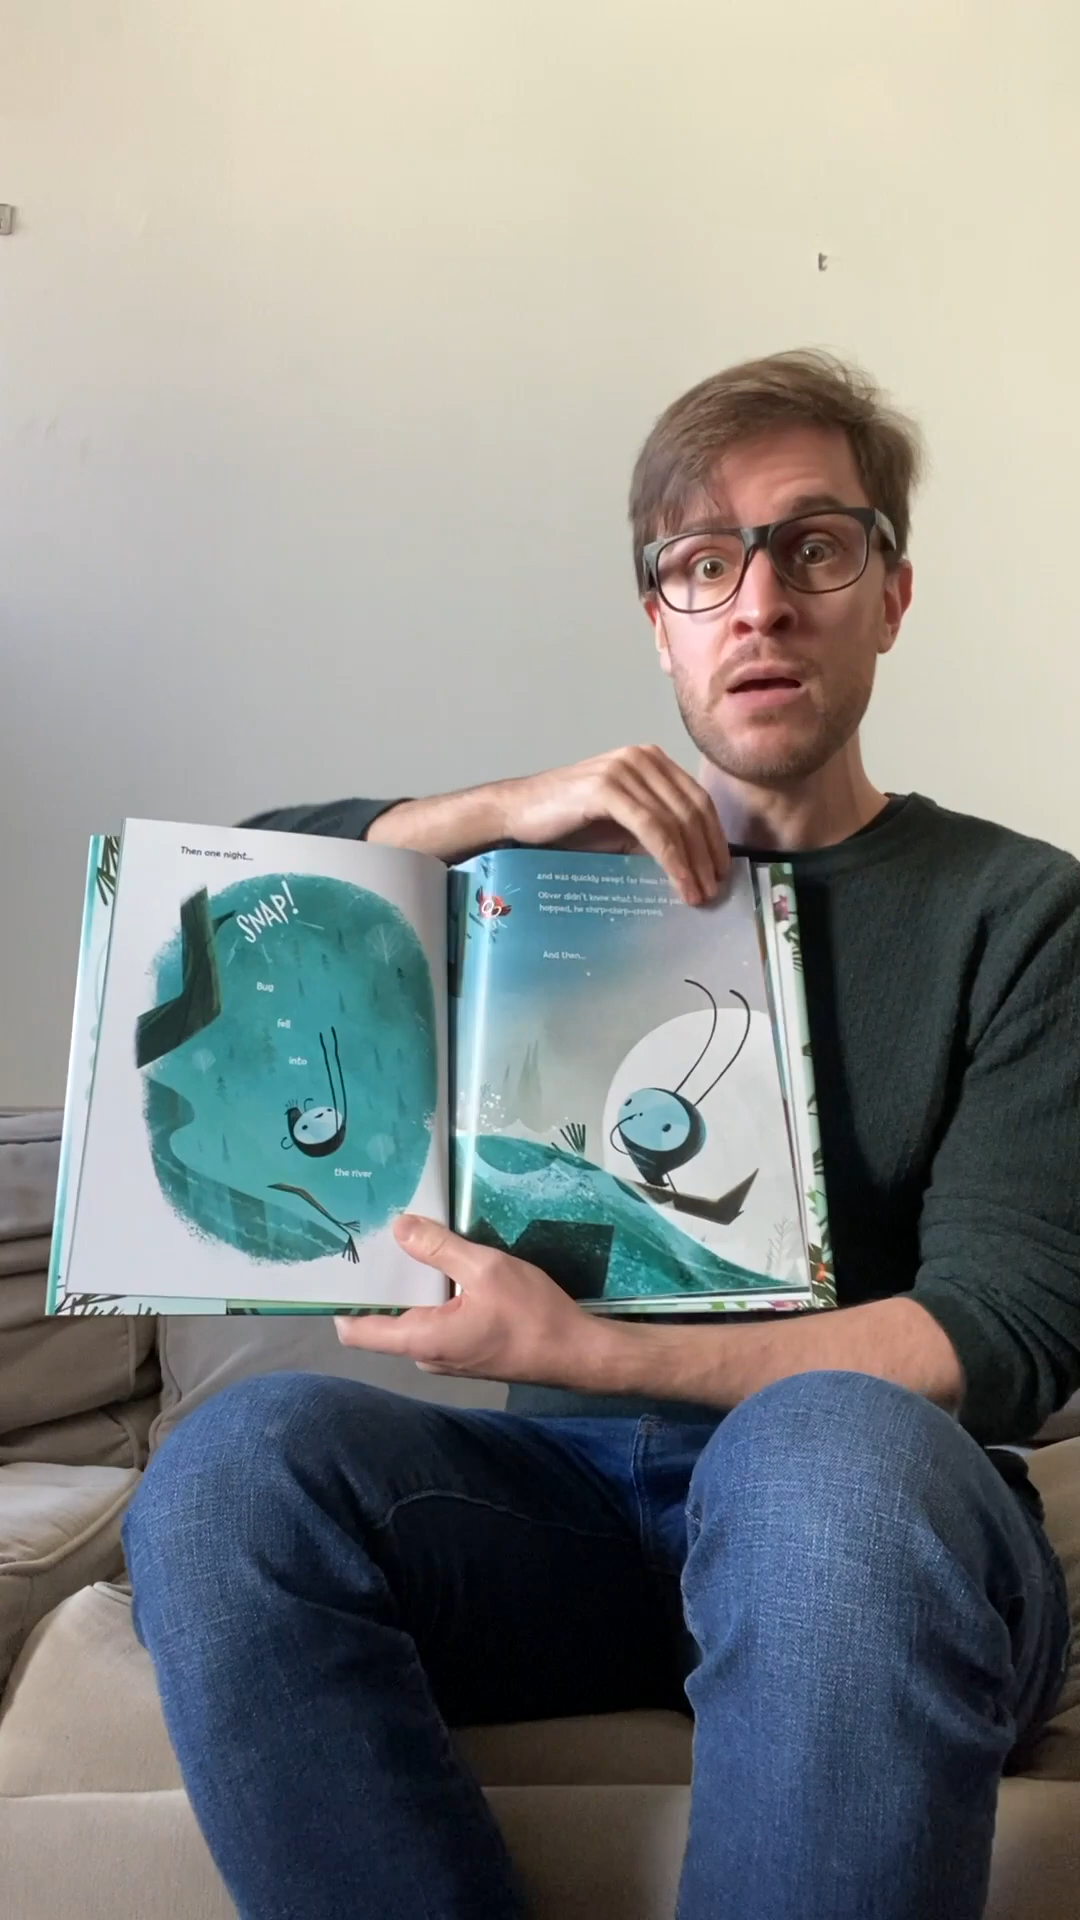 Then one night...
SNAP!
Bug
fell
into
the river
and was quickly swept far from
Oliver didn't know what to do! He
hopped, he chirp-chirp-chirped.
And then...